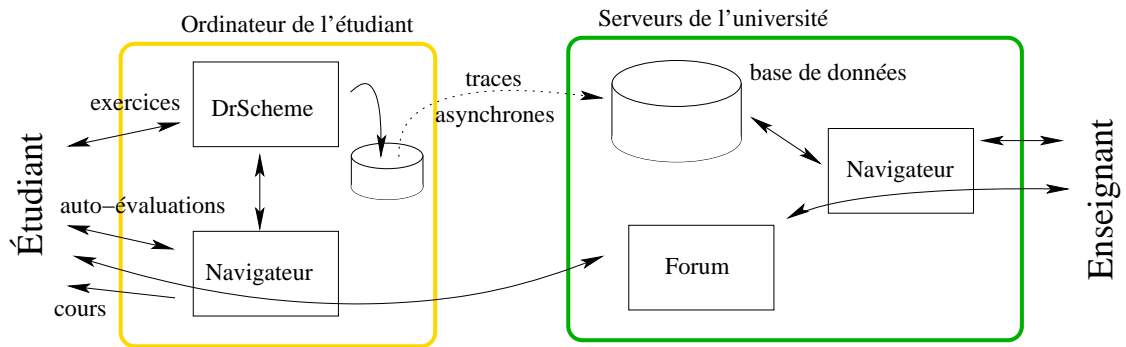 Ordinateur de l’étudiant
Serveurs de l’université
exercices
DrScheme
traces
asynchrones
base de données
Étudiant
Navigateur
Enseignant
auto−évaluations
Navigateur
Forum
cours